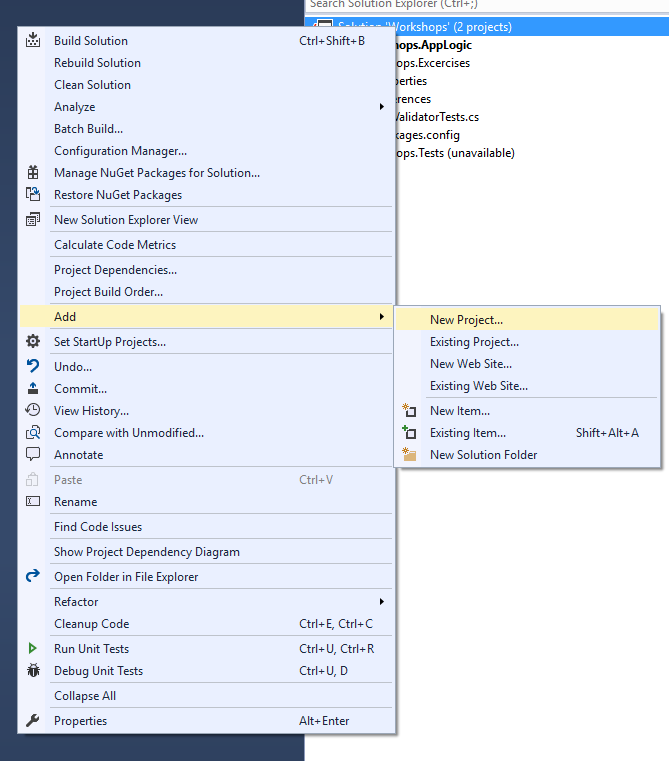 Search Solution Explorer (Ctrl+;)
Solution 'Workshops' (2 projects)
hops.AppLogic
ops.Excercises
perties
erences
ValidatorTests.cs
kages.config
ops.Tests (unavailable)
Build Solution Ctrl+Shift+B
Rebuild Solution
Clean Solution
Analyze
Batch Build...
Configuration Manager...
Manage NuGet Packages for Solution...
Restore NuGet Packages
New Solution Explorer View
Calculate Code Metrics
Project Dependencies...
Project Build Order...
Add
Set StartUp Projects...
Undo...
Commit...
View History...
Compare with Unmodified...
Annotate
Paste Ctrl+V
Rename
Find Code Issues
Show Project Dependency Diagram
Open Folder in File Explorer
Refactor
Cleanup Code Ctrl+E, Ctrl+C
Run Unit Tests Ctrl+U, Ctrl+R
Debug Unit Tests Ctrl+U, D
Collapse All
Properties Alt+Enter
New Project...
Existing Project...
New Web Site...
Existing Web Site...
New Item...
Existing Item... Shift+Alt+A
New Solution Folder